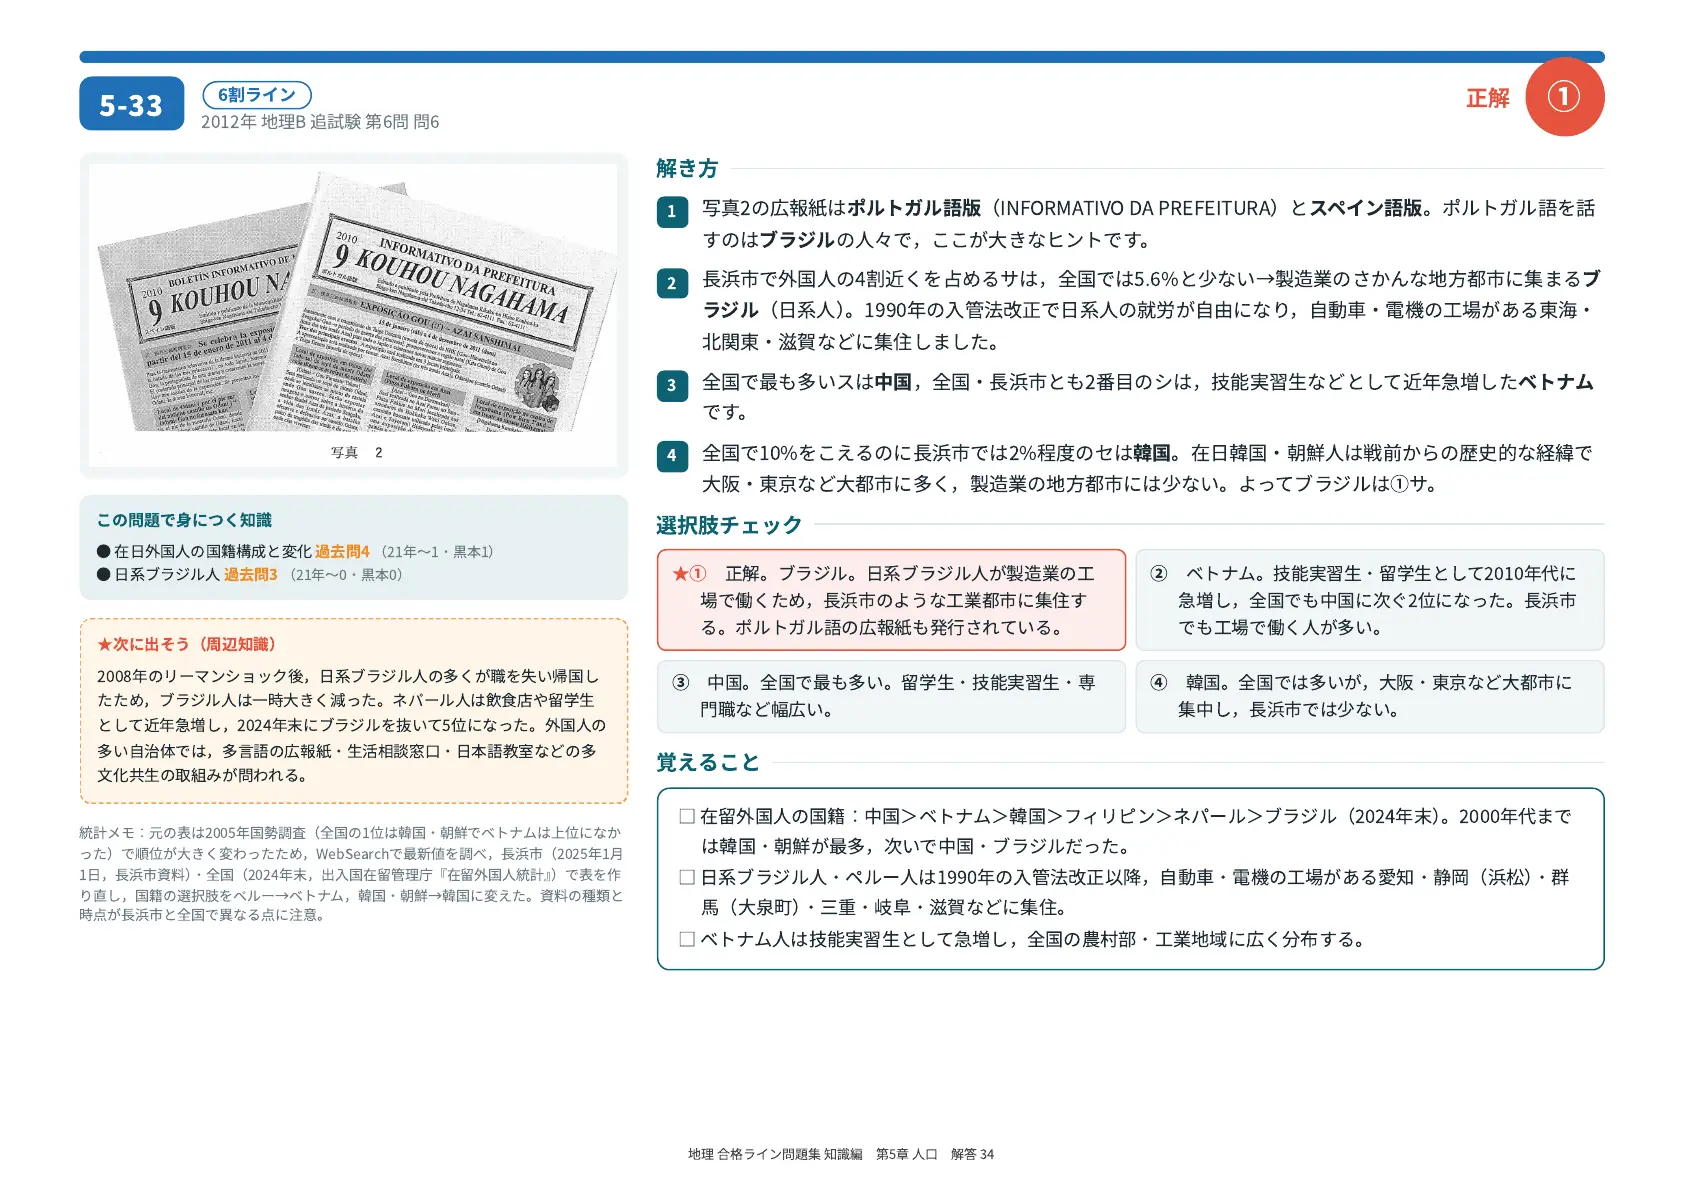 5-33
6割ライン
2012年 地理B 追試験 第6問 問6
正解 ①
2010
9
BOLETÍN INFORMATIVO DE
KOUHOU NA
Se celebra la exposi
partir del 15 de enero de 2011 al 4 d
2010
9
INFORMATIVO DA PREFEITURA
KOUHOU NAGAHAMA
EXPOSIÇÃO GOU (江) - AZAI SANSHIMAI
写真 2
この問題で身につく知識
● 在日外国人の国籍構成と変化 過去問4 （21年〜1・黒本1）
● 日系ブラジル人 過去問3 （21年〜0・黒本0）
★次に出そう（周辺知識）
2008年のリーマンショック後，日系ブラジル人の多くが職を失い帰国し
たため，ブラジル人は一時大きく減った。ネパール人は飲食店や留学生
として近年急増し，2024年末にブラジルを抜いて5位になった。外国人の
多い自治体では，多言語の広報紙・生活相談窓口・日本語教室などの多
文化共生の取組みが問われる。
統計メモ：元の表は2005年国勢調査（全国の1位は韓国・朝鮮でベトナムは上位になか
った）で順位が大きく変わったため，WebSearchで最新値を調べ，長浜市（2025年1月
1日，長浜市資料）・全国（2024年末，出入国在留管理庁『在留外国人統計』）で表を作
り直し，国籍の選択肢をペルー→ベトナム，韓国・朝鮮→韓国に変えた。資料の種類と
時点が長浜市と全国で異なる点に注意。
解き方
1 写真2の広報紙はポルトガル語版（INFORMATIVO DA PREFEITURA）とスペイン語版。ポルトガル語を話
すのはブラジルの人々で，ここが大きなヒントです。
2 長浜市で外国人の4割近くを占めるサは，全国では5.6%と少ない→製造業のさかんな地方都市に集まるブ
ラジル（日系人）。1990年の入管法改正で日系人の就労が自由になり，自動車・電機の工場がある東海・
北関東・滋賀などに集住しました。
3 全国で最も多いスは中国，全国・長浜市とも2番目のシは，技能実習生などとして近年急増したベトナム
です。
4 全国で10%をこえるのに長浜市では2%程度のセは韓国。在日韓国・朝鮮人は戦前からの歴史的な経緯で
大阪・東京など大都市に多く，製造業の地方都市には少ない。よってブラジルは①サ。
選択肢チェック
★① 正解。ブラジル。日系ブラジル人が製造業の工
場で働くため，長浜市のような工業都市に集住す
る。ポルトガル語の広報紙も発行されている。
② ベトナム。技能実習生・留学生として2010年代に
急増し，全国でも中国に次ぐ2位になった。長浜市
でも工場で働く人が多い。
③ 中国。全国で最も多い。留学生・技能実習生・専
門職など幅広い。
④ 韓国。全国では多いが，大阪・東京など大都市に
集中し，長浜市では少ない。
覚えること
□ 在留外国人の国籍：中国＞ベトナム＞韓国＞フィリピン＞ネパール＞ブラジル（2024年末）。2000年代まで
は韓国・朝鮮が最多，次いで中国・ブラジルだった。
□ 日系ブラジル人・ペルー人は1990年の入管法改正以降，自動車・電機の工場がある愛知・静岡（浜松）・群
馬（大泉町）・三重・岐阜・滋賀などに集住。
□ ベトナム人は技能実習生として急増し，全国の農村部・工業地域に広く分布する。
地理 合格ライン問題集 知識編 第5章 人口 解答 34